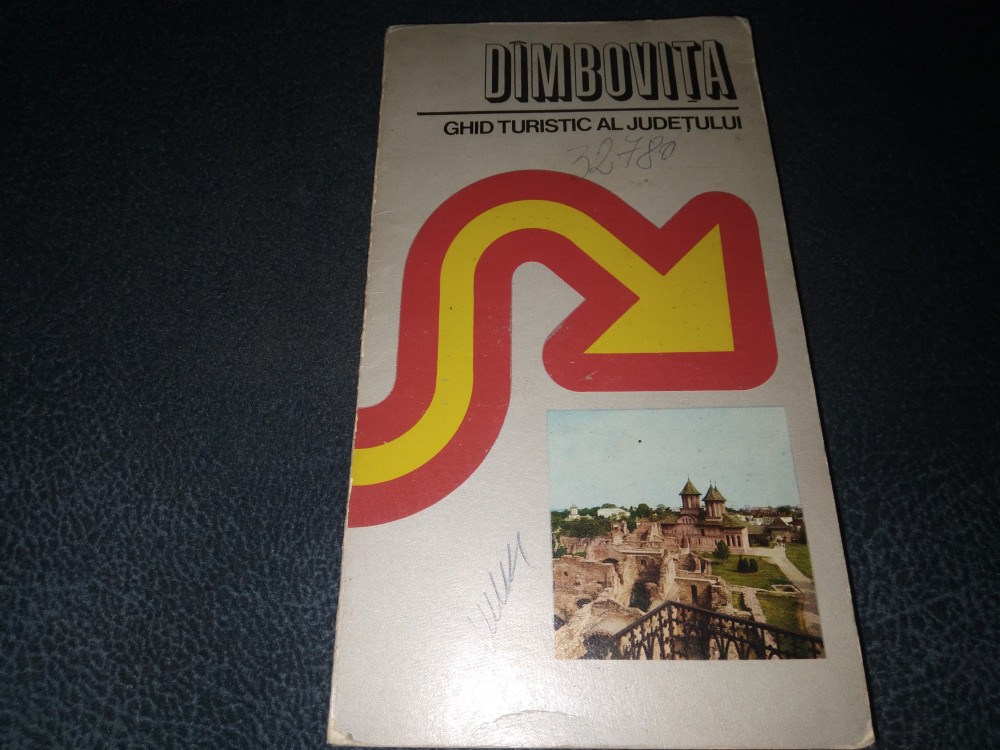 DÎMBOVIȚA
GHID TURISTIC AL JUDEȚULUI
32780